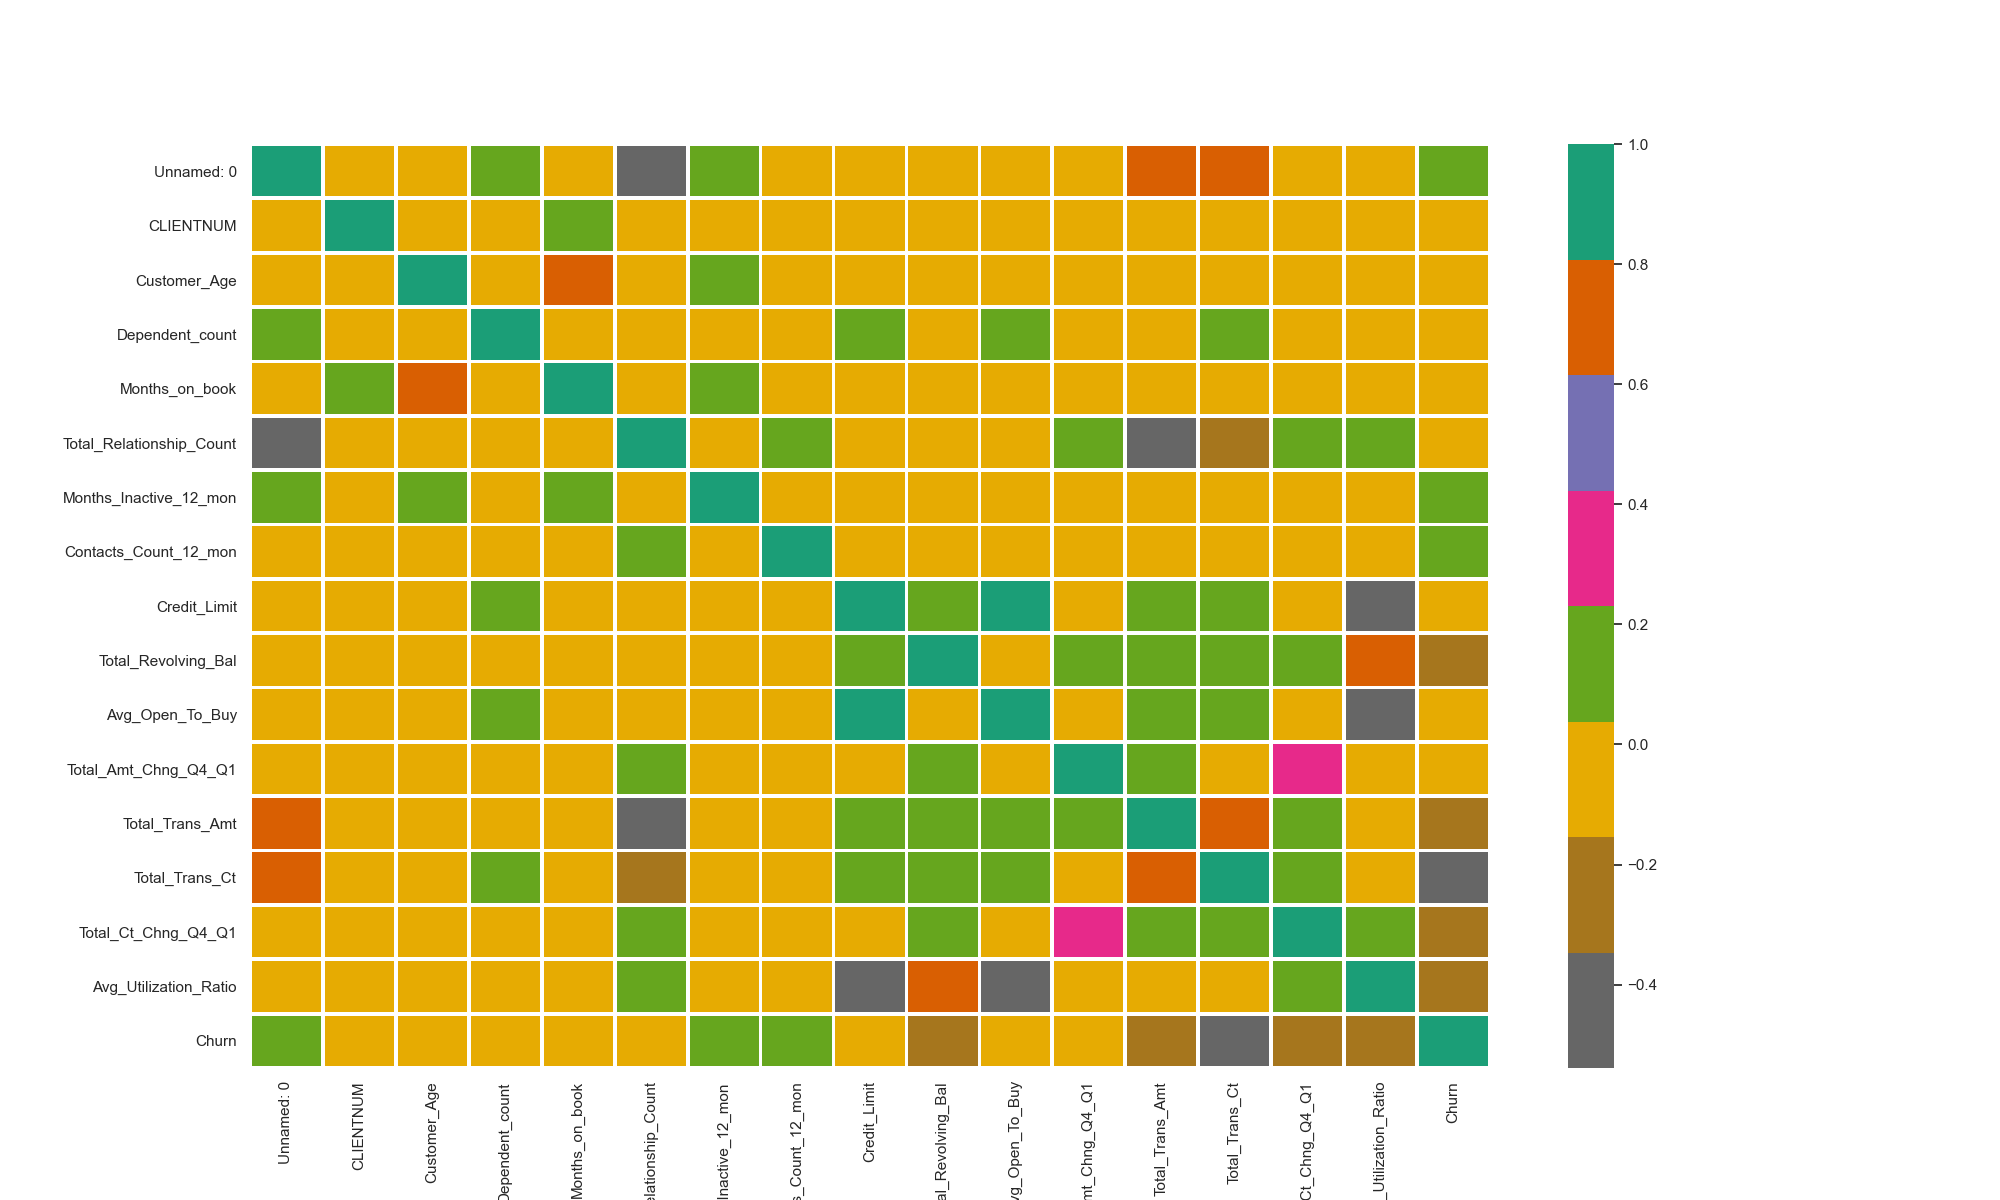 Unnamed: 0
CLIENTNUM
Customer_Age
Dependent_count
Months_on_book
Total_Relationship_Count
Months_Inactive_12_mon
Contacts_Count_12_mon
Credit_Limit
Total_Revolving_Bal
Avg_Open_To_Buy
Total_Amt_Chng_Q4_Q1
Total_Trans_Amt
Total_Trans_Ct
Total_Ct_Chng_Q4_Q1
Avg_Utilization_Ratio
Churn
Unnamed: 0
CLIENTNUM
Customer_Age
Dependent_count
Months_on_book
elationship_Count
Inactive_12_mon
s_Count_12_mon
Credit_Limit
al_Revolving_Bal
vg_Open_To_Buy
mt_Chng_Q4_Q1
Total_Trans_Amt
Total_Trans_Ct
Ct_Chng_Q4_Q1
_Utilization_Ratio
Churn
1.0
0.8
0.6
0.4
0.2
0.0
−0.2
−0.4